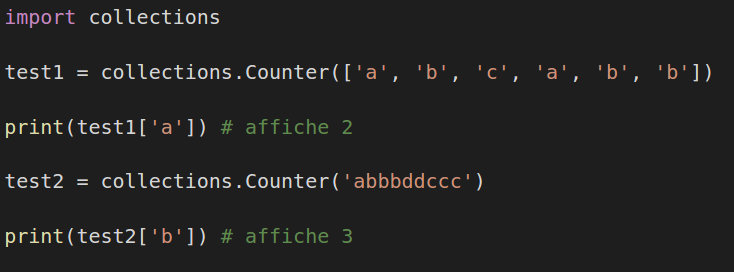 import collections
test1 = collections.Counter(['a', 'b', 'c', 'a', 'b', 'b'])
print(test1['a']) # affiche 2
test2 = collections.Counter('abbbddccc')
print(test2['b']) # affiche 3